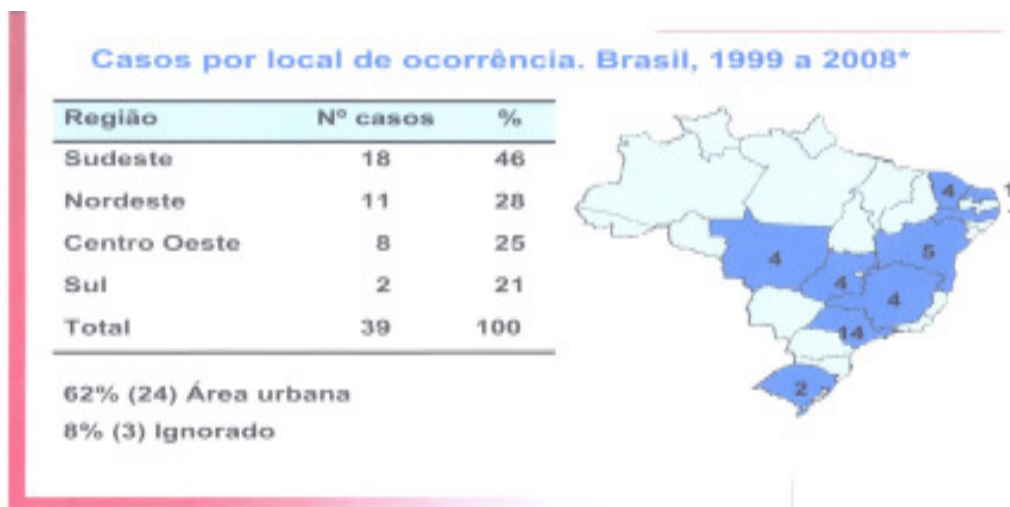 Casos por local de ocorrência. Brasil, 1999 a 2008*
Região Nº casos %
Sudeste 18 46
Nordeste 11 28
Centro Oeste 8 25
Sul 2 21
Total 39 100
62% (24) Área urbana
8% (3) Ignorado
4
1
5
4
4
4
14
2